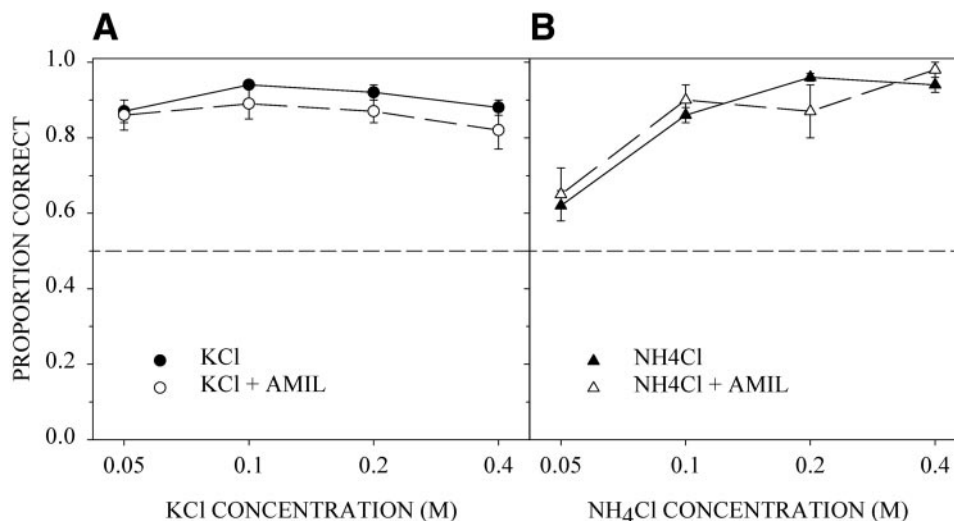 A
B
PROPORTION CORRECT
1.0
0.8
0.6
0.4
0.2
0.0
KCl
KCl + AMIL
NH4Cl
NH4Cl + AMIL
0.05 0.1 0.2 0.4
0.05 0.1 0.2 0.4
KCl CONCENTRATION (M)
NH4Cl CONCENTRATION (M)